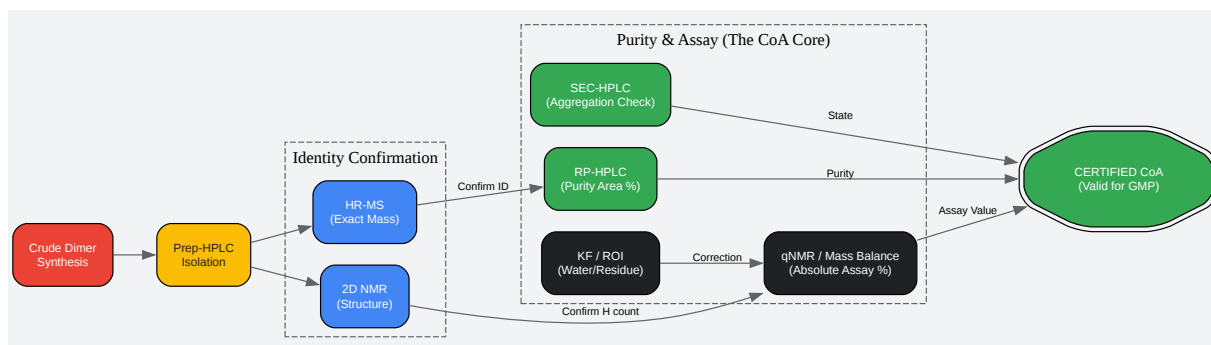 Purity & Assay (The CoA Core)
SEC-HPLC
(Aggregation Check)
State
Identity Confirmation
RP-HPLC
(Purity Area %)
Purity
CERTIFIED CoA
(Valid for GMP)
Confirm ID
HR-MS
(Exact Mass)
Assay Value
Crude Dimer
Synthesis
Prep-HPLC
Isolation
KF / ROI
(Water/Residue)
Correction
qNMR / Mass Balance
(Absolute Assay %)
2D NMR
(Structure)
Confirm H count